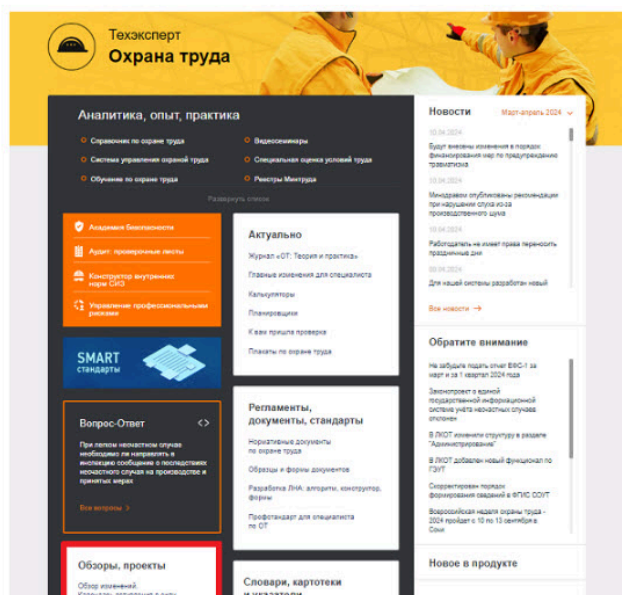 Техэксперт
Охрана труда
Аналитика, опыт, практика
Справочник по охране труда
Система управления охраной труда
Обучение по охране труда
Видеосеминары
Специальная оценка условий труда
Реестры Минтруда
Развернуть список
Академия Безопасности
Аудит: проверочные листы
Конструктор внутренних
норм СИЗ
Управление профессиональными
рисками
SMART
стандарты
Вопрос-Ответ
При легком несчастном случае
необходимо ли направлять в
инспекцию сообщение о последствиях
несчастного случая на производстве и
принятых мерах
Все вопросы
Обзоры, проекты
Обзор изменений.
Актуально
Журнал «ОТ: Теория и практика»
Главные изменения для специалиста
Калькуляторы
Планировщики
К вам пришла проверка
Плакаты по охране труда
Регламенты,
документы, стандарты
Нормативные документы
по охране труда
Образцы и формы документов
Разработка ЛНА: алгоритм, конструктор,
формы
Профстандарт для специалиста
по ОТ
Словари, картотеки
и указатели
Новости
Март-апрель 2024
10.04.2024
Будут внесены изменения в порядок
финансирования мер по предупреждению
травматизма
10.04.2024
Минздравом опубликованы рекомендации
при нарушении слуха из-за
производственного шума
10.04.2024
Работодатель не имеет права переносить
праздничные дни
Для нашей системы разработан новый
Все новости
Обратите внимание
Не забудьте подать отчет ЕФС-1 за
март и за 1 квартал 2024 года
Законопроект о единой
государственной информационной
системе учёта несчастных случаев
отклонен
В ЛКОТ изменили структуру в разделе
"Администрирование"
В ЛКОТ добавлен новый функционал по
ГЭУТ
Скорректирован порядок
формирования сведений в ФГИС СОУТ
Всероссийская неделя охраны труда -
2024 пройдет с 10 по 13 сентября в
Сочи
Новое в продукте